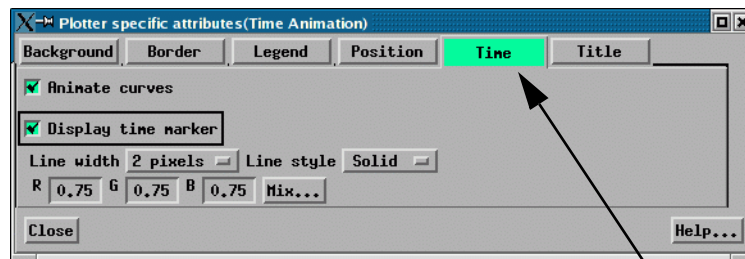 Plotter specific attributes(Time Animation)
Background Border Legend Position Time Title
Animate curves
Display time marker
Line width 2 pixels Line style Solid
R 0.75 G 0.75 B 0.75 Mix...
Close Help...